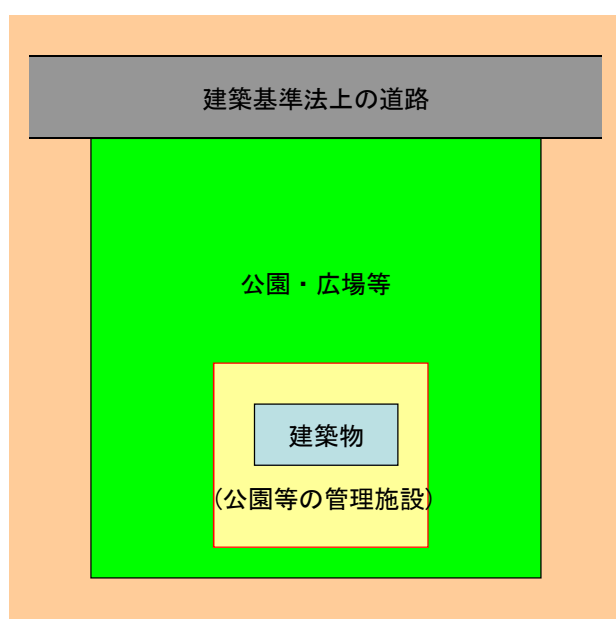 建築基準法上の道路
公園・広場等
建築物
(公園等の管理施設)